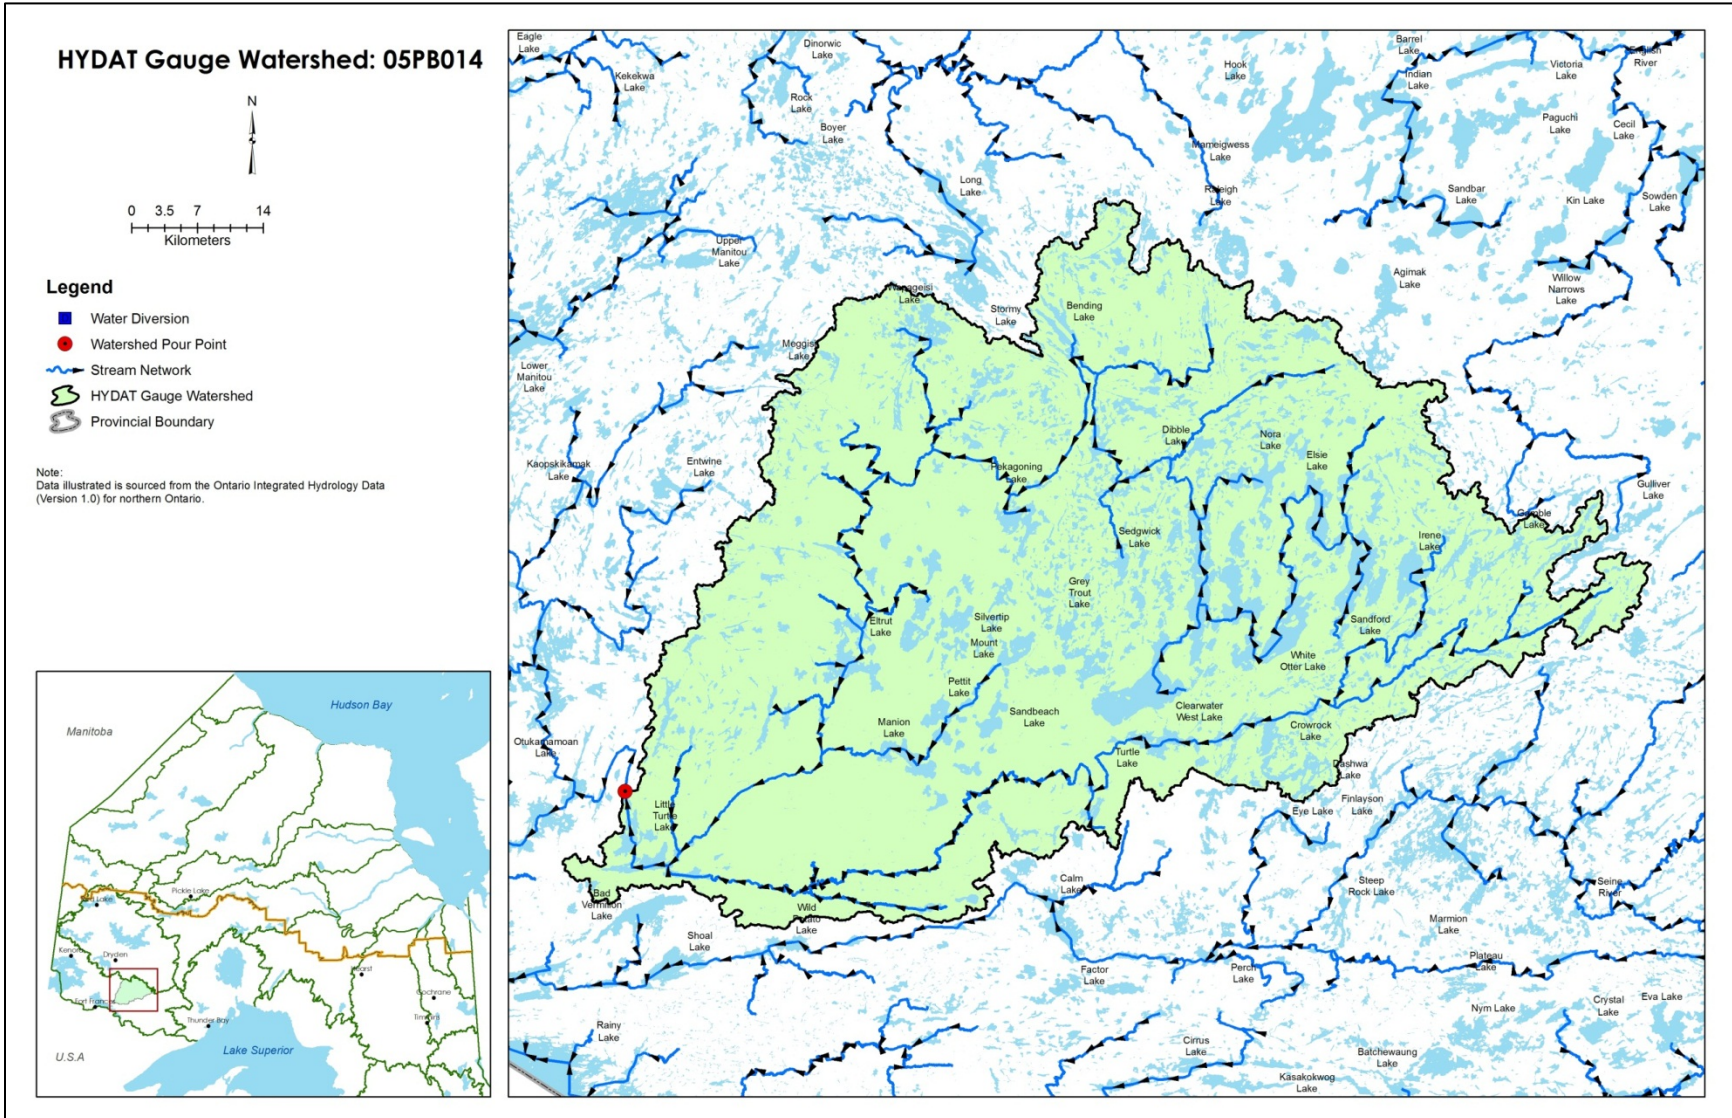 HYDAT Gauge Watershed: 05PB014
N
0 3.5 7 14
Kilometers
Legend
Water Diversion
Watershed Pour Point
Stream Network
HYDAT Gauge Watershed
Provincial Boundary
Note:
Data illustrated is sourced from the Ontario Integrated Hydrology Data
(Version 1.0) for northern Ontario.
Hudson Bay
Manitoba
Pickle Lake
Lake
Kenora
Dryden
Fort Frances
Thunder Bay
Hearst
Cochrane
Timmins
U.S.A
Lake Superior
Eagle
Lake
Dinorwic
Lake
Kekekwa
Lake
Rock
Lake
Boyer
Lake
Hook
Lake
Barrel
Lake
Indian
Lake
Victoria
Lake
English
River
Paguchi
Lake
Cecil
Lake
Mameigwess
Lake
Long
Lake
Raleigh
Lake
Sandbar
Lake
Kin Lake
Sowden
Lake
Upper
Manitou
Lake
Agimak
Lake
Willow
Narrows
Lake
Wapageisi
Lake
Stormy
Lake
Bending
Lake
Meggisi
Lake
Lower
Manitou
Lake
Dibble
Lake
Nora
Lake
Elsie
Lake
Kaopskikamak
Lake
Entwine
Lake
Pekagoning
Lake
Gulliver
Lake
Gamble
Lake
Sedgwick
Lake
Irene
Lake
Grey
Trout
Lake
Eltrut
Lake
Silvertip
Lake
Mount
Lake
Sandford
Lake
White
Otter Lake
Pettit
Lake
Sandbeach
Lake
Clearwater
West Lake
Manion
Lake
Crowrock
Lake
Otukamamoan
Lake
Turtle
Lake
Dashwa
Lake
Little
Turtle
Lake
Eye Lake
Finlayson
Lake
Bad
Vermilion
Lake
Wild
Potato
Lake
Calm
Lake
Steep
Rock Lake
Seine
River
Marmion
Lake
Shoal
Lake
Factor
Lake
Perch
Lake
Plateau
Lake
Nym Lake
Crystal
Lake
Eva Lake
Rainy
Lake
Cirrus
Lake
Batchewaung
Lake
Kasakokwog
Lake